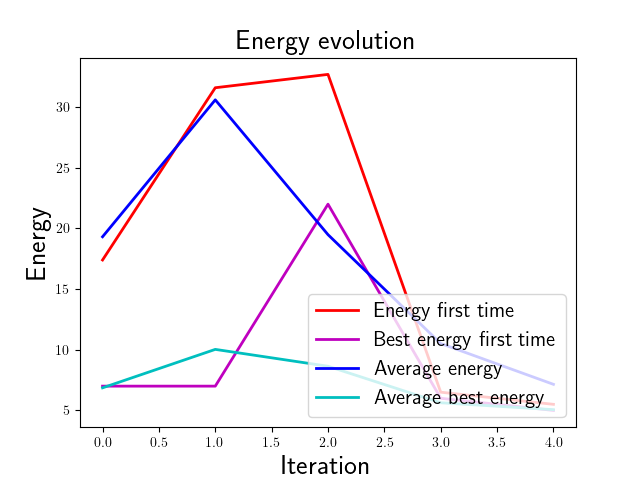 Energy evolution
Energy
30
25
20
15
10
5
0.0 0.5 1.0 1.5 2.0 2.5 3.0 3.5 4.0
Iteration
Energy first time
Best energy first time
Average energy
Average best energy